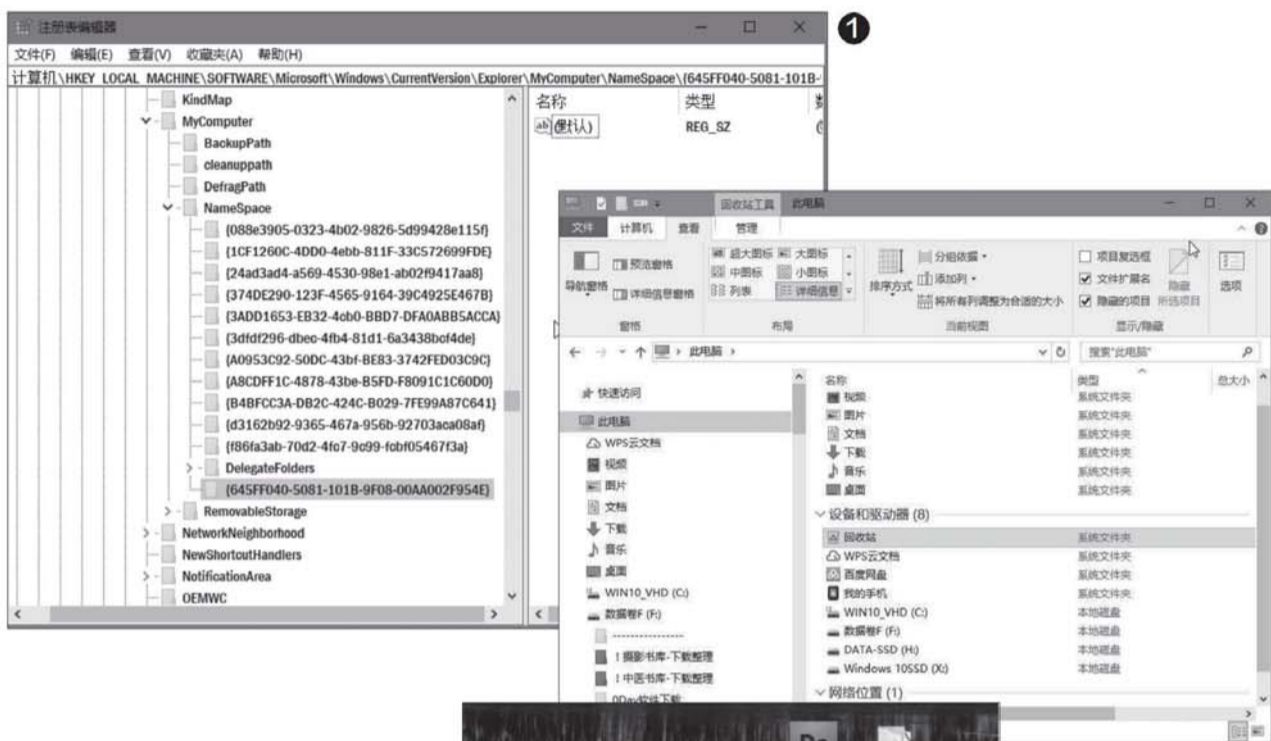 注册表编辑器
❶
文件(F) 编辑(E) 查看(V) 收藏夹(A) 帮助(H)
计算机\HKEY_LOCAL_MACHINE\SOFTWARE\Microsoft\Windows\CurrentVersion\Explorer\MyComputer\NameSpace\{645FF040-5081-101B-
KindMap
MyComputer
BackupPath
cleanuppath
DefragPath
NameSpace
{088e3905-0323-4b02-9826-5d99428e115f}
{1CF1260C-4DD0-4ebb-811F-33C572699FDE}
{24ad3ad4-a569-4530-98e1-ab02f9417aa8}
{374DE290-123F-4565-9164-39C4925E467B}
{3ADD1653-EB32-4cb0-BBD7-DFA0ABB5ACCA}
{3dfdf296-dbec-4fb4-81d1-6a3438bcf4de}
{A0953C92-50DC-43bf-BE83-3742FED03C9C}
{A8CDFF1C-4878-43be-B5FD-F8091C1C60D0}
{B4BFCC3A-DB2C-424C-B029-7FE99A87C641}
{d3162b92-9365-467a-956b-92703aca08af}
{f86fa3ab-70d2-4fc7-9c99-fcbf05467f3a}
DelegateFolders
{645FF040-5081-101B-9F08-00AA002F954E}
RemovableStorage
NetworkNeighborhood
NewShortcutHandlers
NotificationArea
OEMWC
名称 类型
(默认) REG_SZ
回收站工具 此电脑
文件 计算机 查看 管理
导航窗格
预览窗格
详细信息窗格
窗格
超大图标 大图标
中图标 小图标
列表 详细信息
布局
排序方式
分组依据
添加列
将所有列调整为合适的大小
当前视图
项目复选框
文件扩展名
隐藏的项目
隐藏
所选项目
显示/隐藏
选项
此电脑
搜索"此电脑"
快速访问
此电脑
WPS云文档
视频
图片
文档
下载
音乐
桌面
WIN10_VHD (C:)
数据卷F (F:)
----------------
！摄影书库-下载整理
！中医书库-下载整理
0Day软件下载
名称 类型 总大小
视频 系统文件夹
图片 系统文件夹
文档 系统文件夹
下载 系统文件夹
音乐 系统文件夹
桌面 系统文件夹
设备和驱动器 (8)
回收站 系统文件夹
WPS云文档 系统文件夹
百度网盘 系统文件夹
我的手机 系统文件夹
WIN10_VHD (C:) 本地磁盘
数据卷F (F:) 本地磁盘
DATA-SSD (H:) 本地磁盘
Windows 10SSD (X:) 本地磁盘
网络位置 (1)